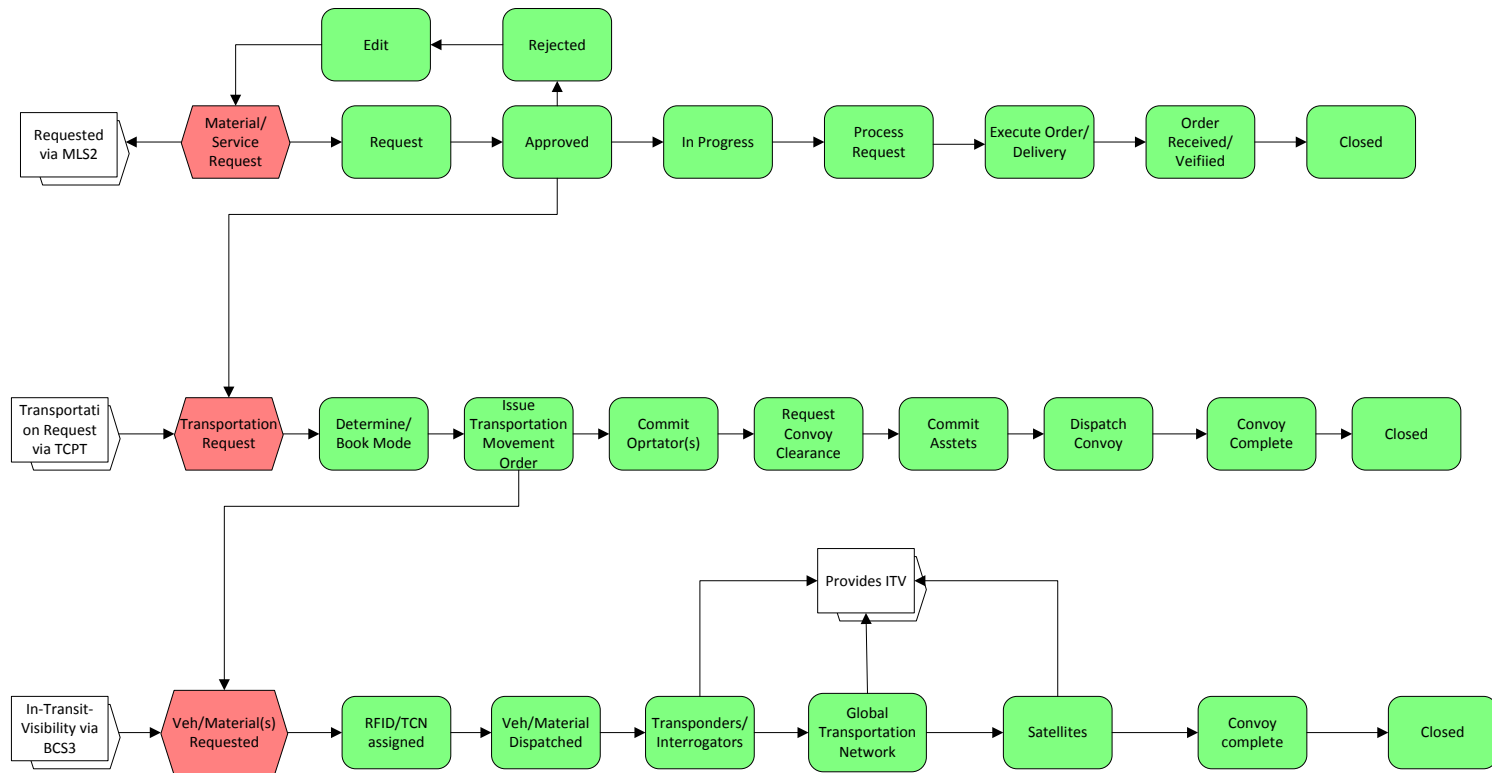 Edit
Rejected
Requested
via MLS2
Material/
Service
Request
Request
Approved
In Progress
Process
Request
Execute Order/
Delivery
Order
Received/
Veifiied
Closed
Transportati
on Request
via TCPT
Transportation
Request
Determine/
Book Mode
Issue
Transportation
Movement
Order
Commit
Oprtator(s)
Request
Convoy
Clearance
Commit
Asstets
Dispatch
Convoy
Convoy
Complete
Closed
Provides ITV
In-Transit-
Visibility via
BCS3
Veh/Material(s)
Requested
RFID/TCN
assigned
Veh/Material
Dispatched
Transponders/
Interrogators
Global
Transportation
Network
Satellites
Convoy
complete
Closed